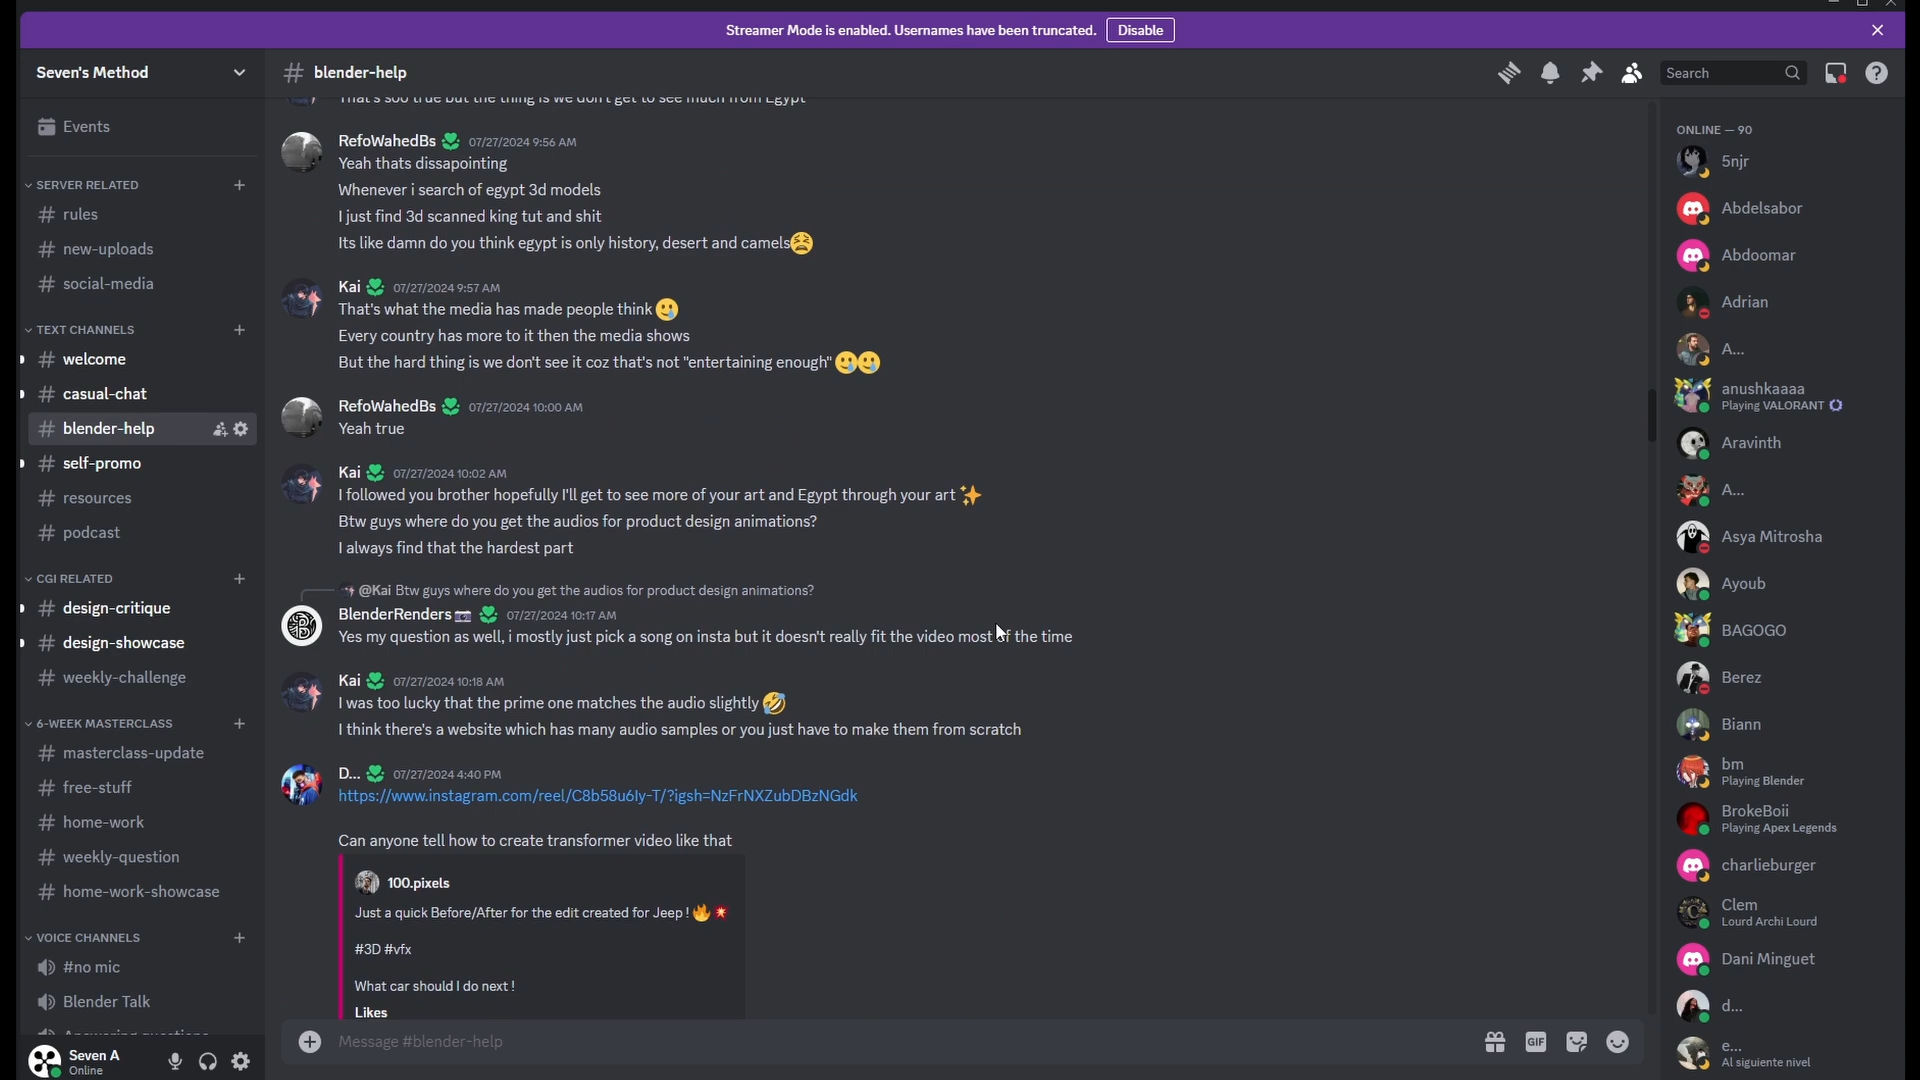 Streamer Mode is enabled. Usernames have been truncated. Disable
Seven's Method
Events
SERVER RELATED
rules
new-uploads
social-media
TEXT CHANNELS
welcome
casual-chat
blender-help
self-promo
resources
podcast
CGI RELATED
design-critique
design-showcase
weekly-challenge
6-WEEK MASTERCLASS
masterclass-update
free-stuff
home-work
weekly-question
home-work-showcase
VOICE CHANNELS
#no mic
Blender Talk
Answering questions
Seven A
Online
# blender-help
Search
That's soo true but the thing is we don't get to see much from Egypt
RefoWahedBs 07/27/2024 9:56 AM
Yeah thats dissapointing
Whenever i search of egypt 3d models
I just find 3d scanned king tut and shit
Its like damn do you think egypt is only history, desert and camels😫
Kai 07/27/2024 9:57 AM
That's what the media has made people think 🥲
Every country has more to it then the media shows
But the hard thing is we don't see it coz that's not "entertaining enough" 🥲🥲
RefoWahedBs 07/27/2024 10:00 AM
Yeah true
Kai 07/27/2024 10:02 AM
I followed you brother hopefully I'll get to see more of your art and Egypt through your art ✨
Btw guys where do you get the audios for product design animations?
I always find that the hardest part
@Kai Btw guys where do you get the audios for product design animations?
BlenderRenders 07/27/2024 10:17 AM
Yes my question as well, i mostly just pick a song on insta but it doesn't really fit the video most of the time
Kai 07/27/2024 10:18 AM
I was too lucky that the prime one matches the audio slightly 🤣
I think there's a website which has many audio samples or you just have to make them from scratch
D... 07/27/2024 4:40 PM
https://www.instagram.com/reel/C8b58u6Iy-T/?igsh=NzFrNXZubDBzNGdk
Can anyone tell how to create transformer video like that
100.pixels
Just a quick Before/After for the edit created for Jeep ! 🔥 💥
#3D #vfx
What car should I do next !
Likes
Message #blender-help
GIF
ONLINE — 90
5njr
Abdelsabor
Abdoomar
Adrian
A...
anushkaaaa
Playing VALORANT
Aravinth
A...
Asya Mitrosha
Ayoub
BAGOGO
Berez
Biann
bm
Playing Blender
BrokeBoii
Playing Apex Legends
charlieburger
Clem
Lourd Archi Lourd
Dani Minguet
d...
e...
Al siguiente nivel